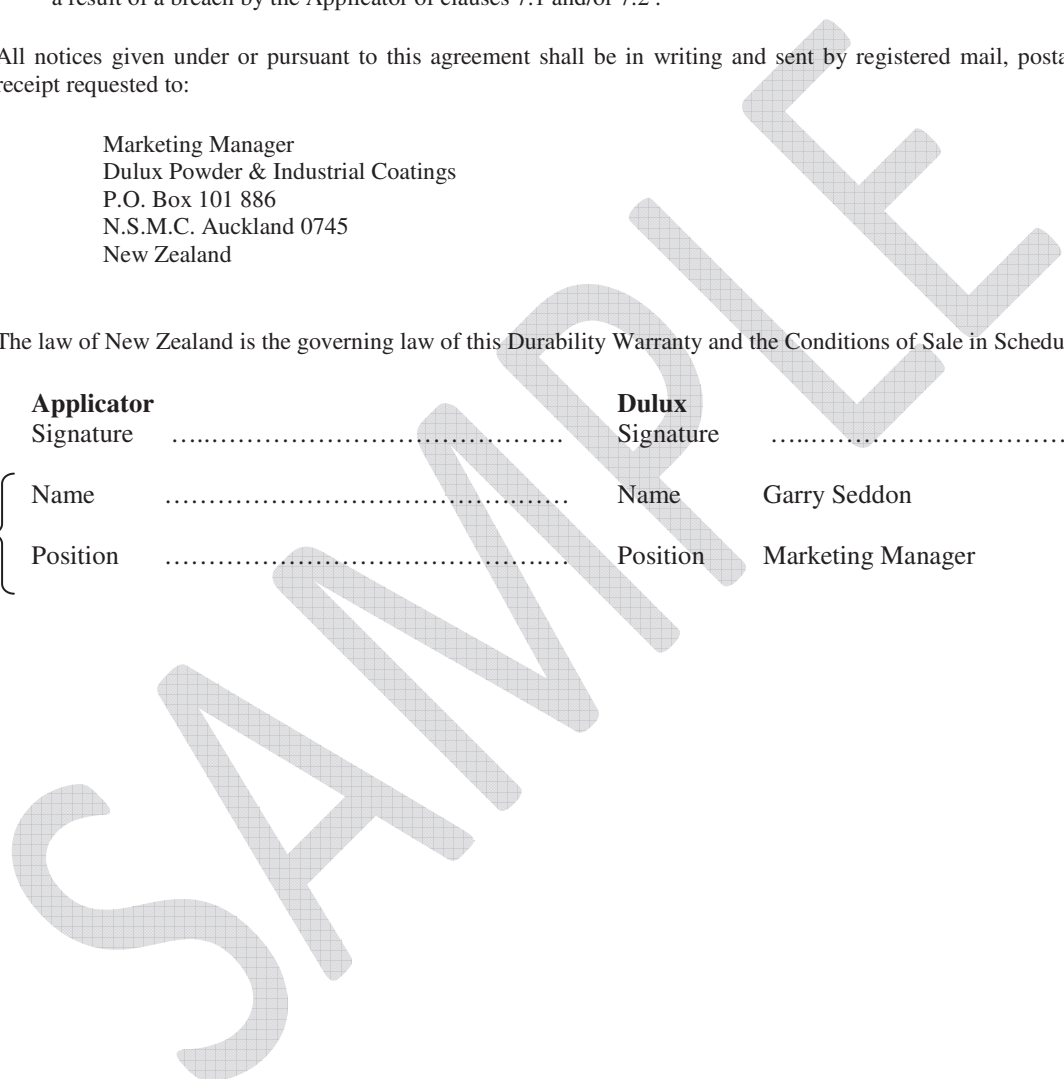 a result of a breach by the Applicator of clauses 7.1 and/or 7.2 .
All notices given under or pursuant to this agreement shall be in writing and sent by registered mail,
receipt requested to:
Marketing Manager
Dulux Powder & Industrial Coatings
P.O. Box 101 886
N.S.M.C. Auckland 0745
New Zealand
The law of New Zealand is the governing law of this Durability Warranty and the Conditions of Sale in
Applicator Dulux
Signature ………………………………………. Signature ……………………………
Name ………………………………………… Name Garry Seddon
Position ………………………………………… Position Marketing Manager
SAMPLE